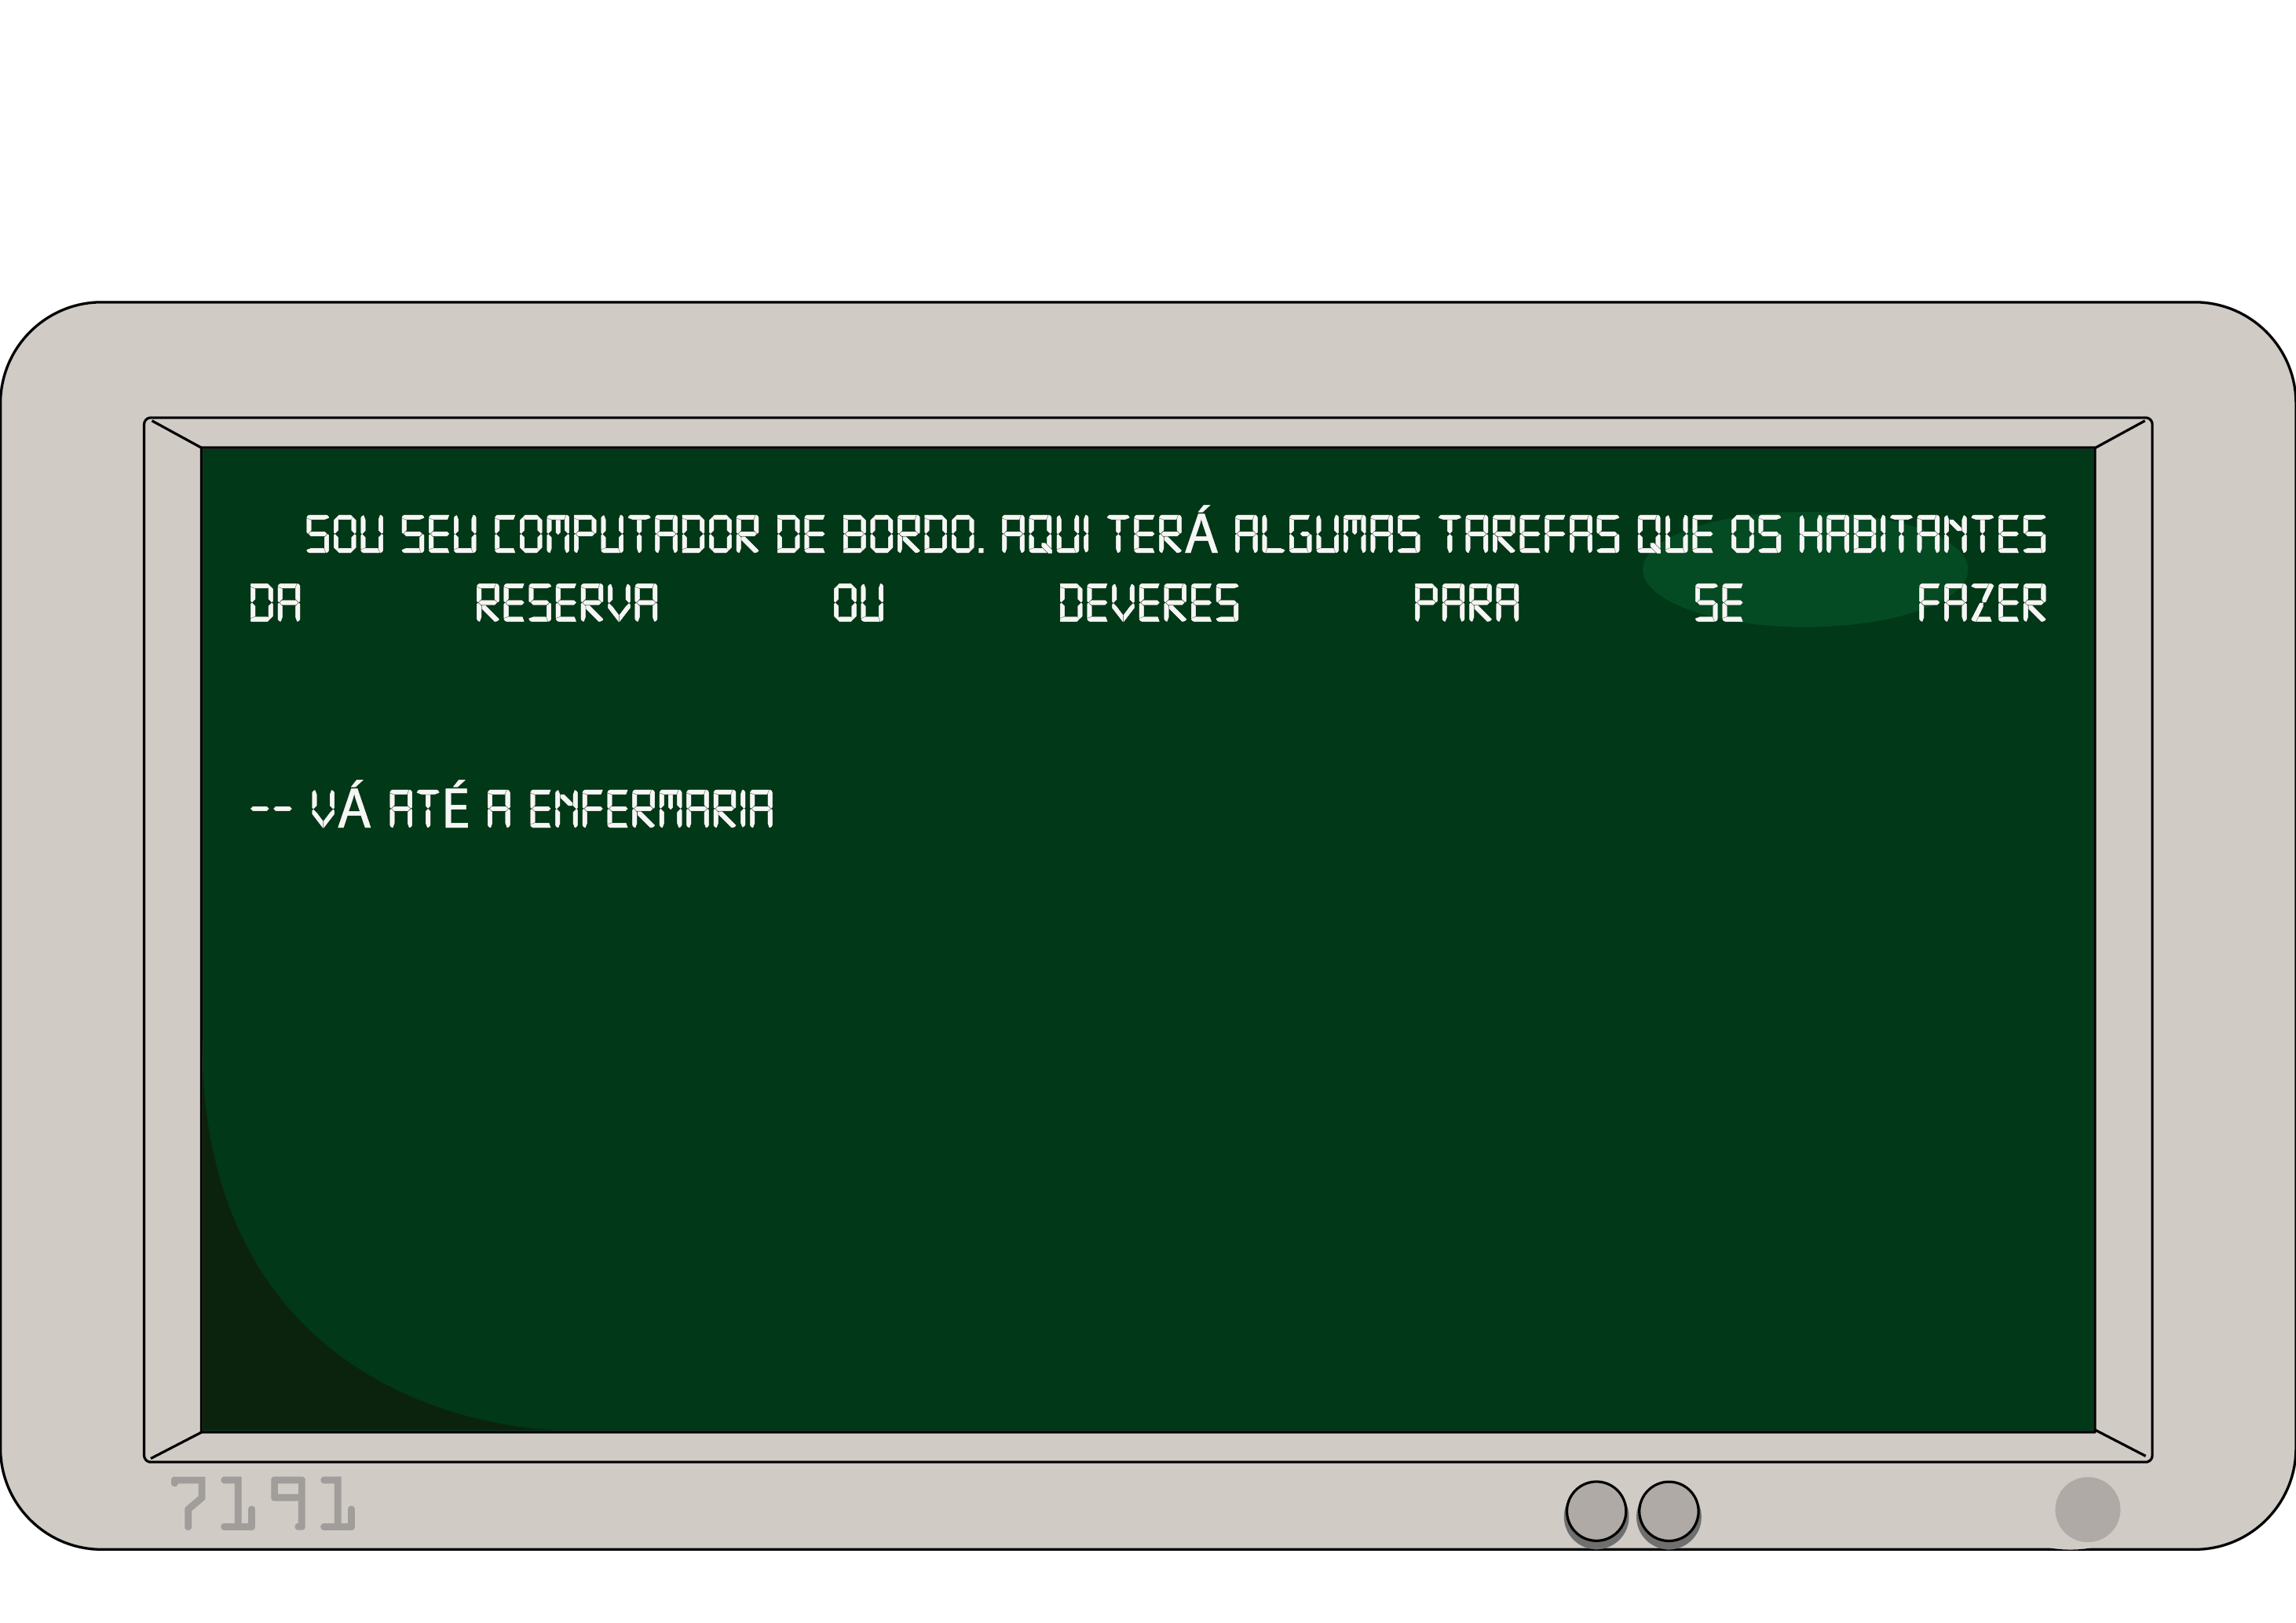 SOU SEU COMPUTADOR DE BORDO. AQUI TERÁ ALGUMAS TAREFAS QUE OS HABITANTES
DA RESERVA OU DEVERES PARA SE FAZER
-- VÁ ATÉ A ENFERMARIA
7191